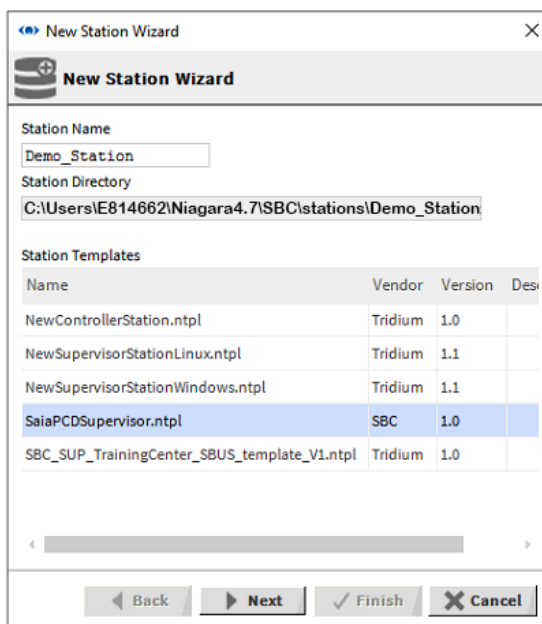 New Station Wizard
New Station Wizard
Station Name
Demo_Station
Station Directory
C:\Users\E814662\Niagara4.7\SBC\stations\Demo_Station
Station Templates
Name Vendor Version Desc
NewControllerStation.ntpl Tridium 1.0
NewSupervisorStationLinux.ntpl Tridium 1.1
NewSupervisorStationWindows.ntpl Tridium 1.1
SaiaPCDSupervisor.ntpl SBC 1.0
SBC_SUP_TrainingCenter_SBUS_template_V1.ntpl Tridium 1.0
Back Next Finish Cancel